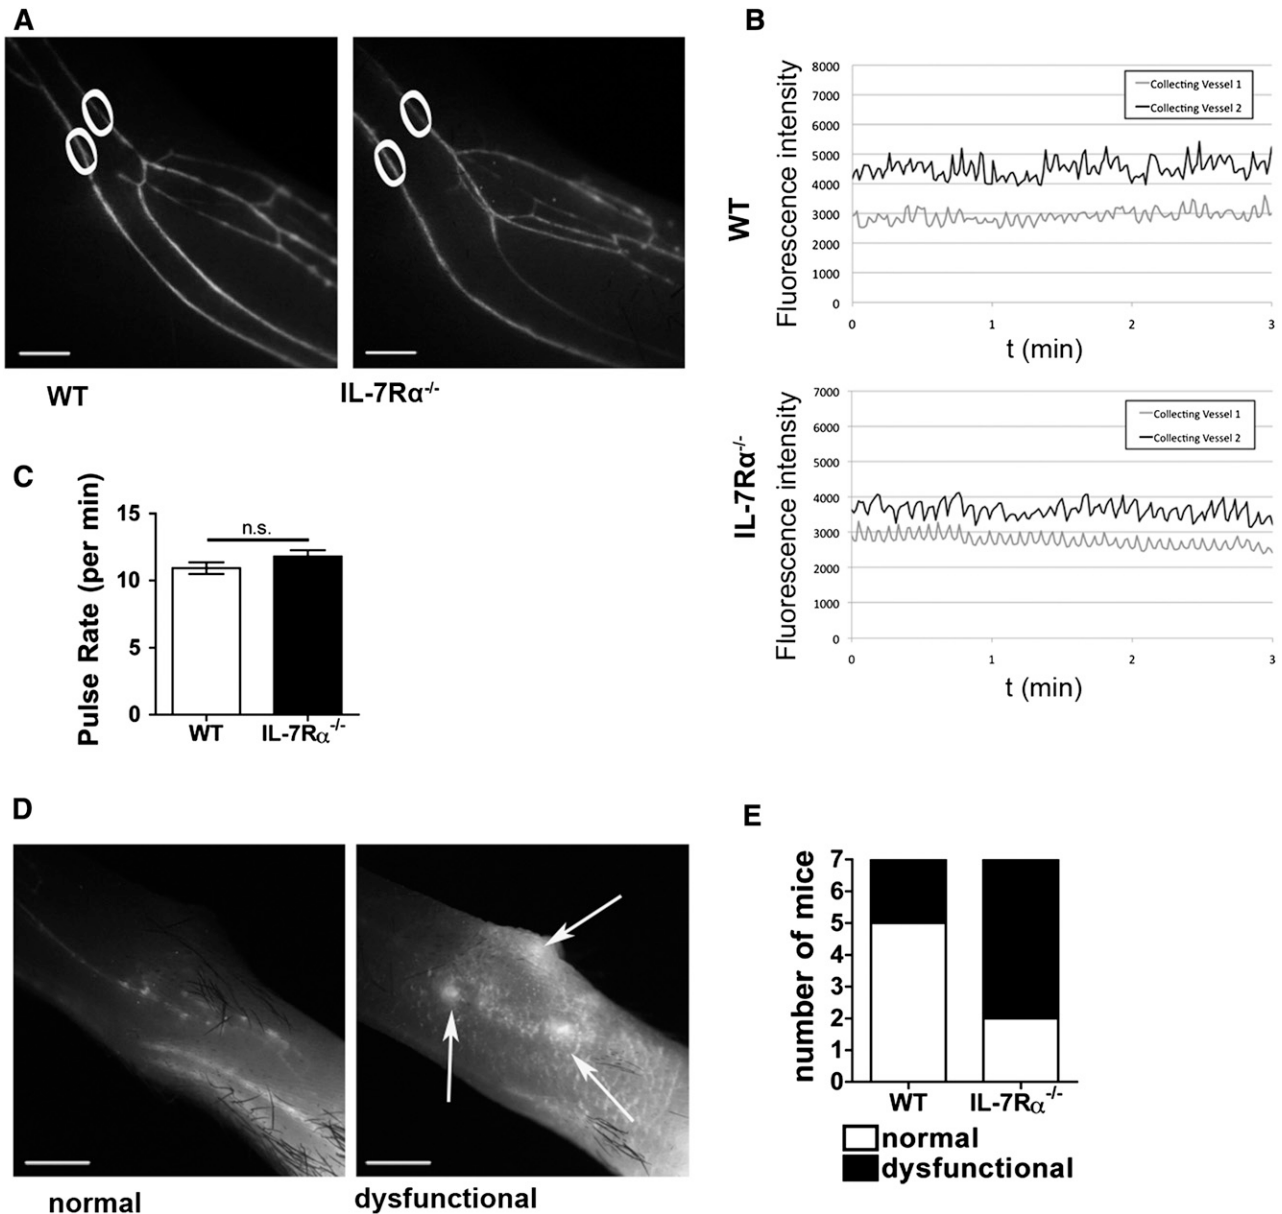 A
WT
IL-7Rα-/-
B
WT
Fluorescence intensity
8000
7000
6000
5000
4000
3000
2000
1000
0
0 1 2 3
t (min)
Collecting Vessel 1
Collecting Vessel 2
IL-7Rα-/-
Fluorescence intensity
7000
6000
5000
4000
3000
2000
1000
0
0 1 2 3
t (min)
Collecting Vessel 1
Collecting Vessel 2
C
Pulse Rate (per min)
15
10
5
0
n.s.
WT IL-7Rα-/-
D
normal
dysfunctional
E
number of mice
7
6
5
4
3
2
1
0
WT IL-7Rα-/-
normal
dysfunctional